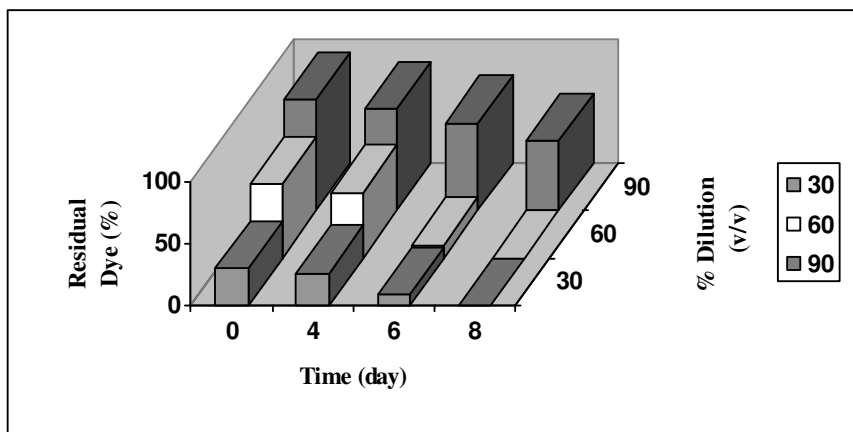 100
50
0
Residual
Dye (%)
0 4 6 8
Time (day)
30
60
90
% Dilution
(v/v)
30
60
90